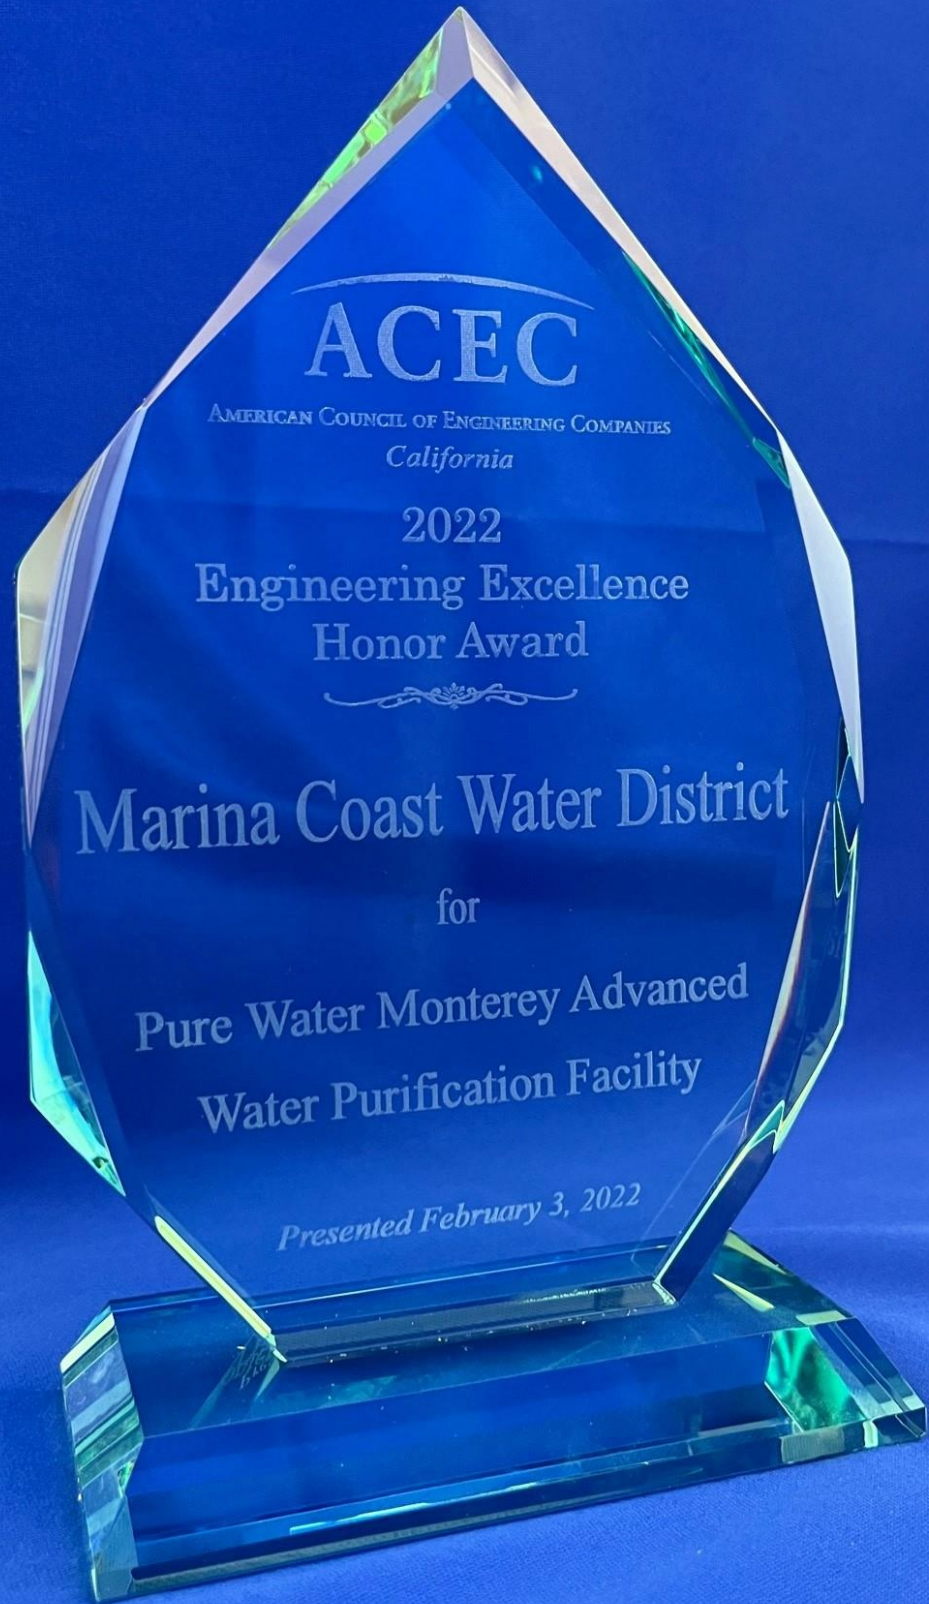 ACEC
AMERICAN COUNCIL OF ENGINEERING COMPANIES
California
2022
Engineering Excellence
Honor Award
Marina Coast Water District
for
Pure Water Monterey Advanced
Water Purification Facility
Presented February 3, 2022